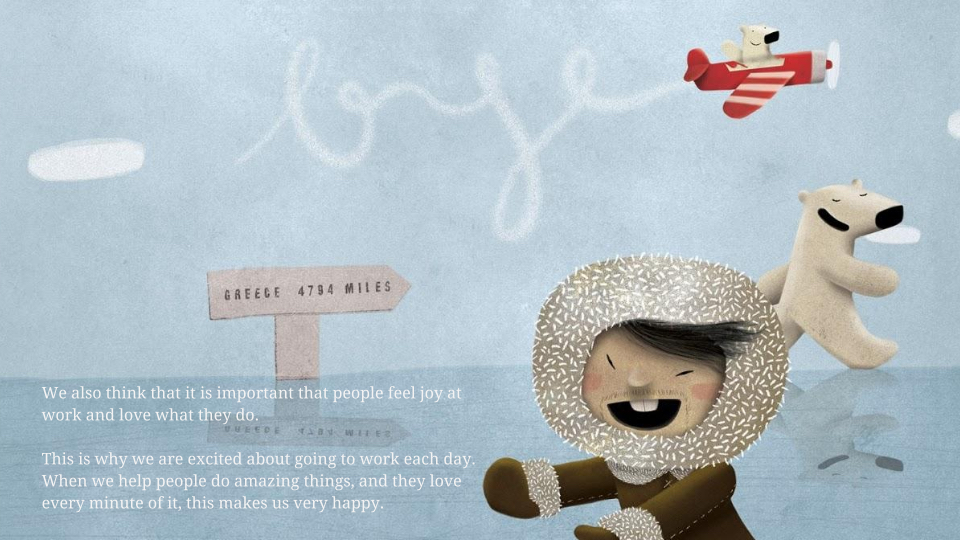 bye
GREECE 4794 MILES
We also think that it is important that people feel joy at
work and love what they do.
This is why we are excited about going to work each day.
When we help people do amazing things, and they love
every minute of it, this makes us very happy.